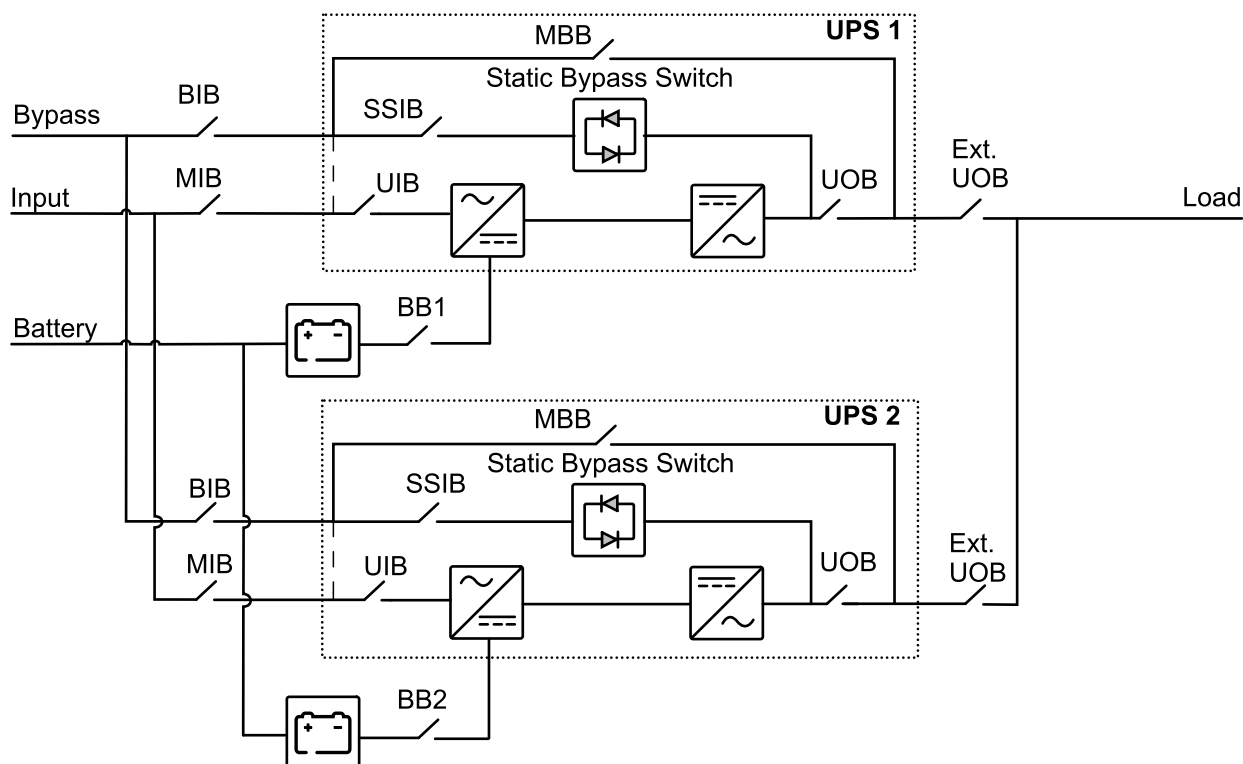 UPS 1
MBB
Static Bypass Switch
BIB
Bypass
SSIB
Ext.
UOB
MIB
UIB
UOB
Input
Load
BB1
Battery
+ -
UPS 2
MBB
Static Bypass Switch
BIB
SSIB
Ext.
UOB
MIB
UIB
UOB
BB2
+ -